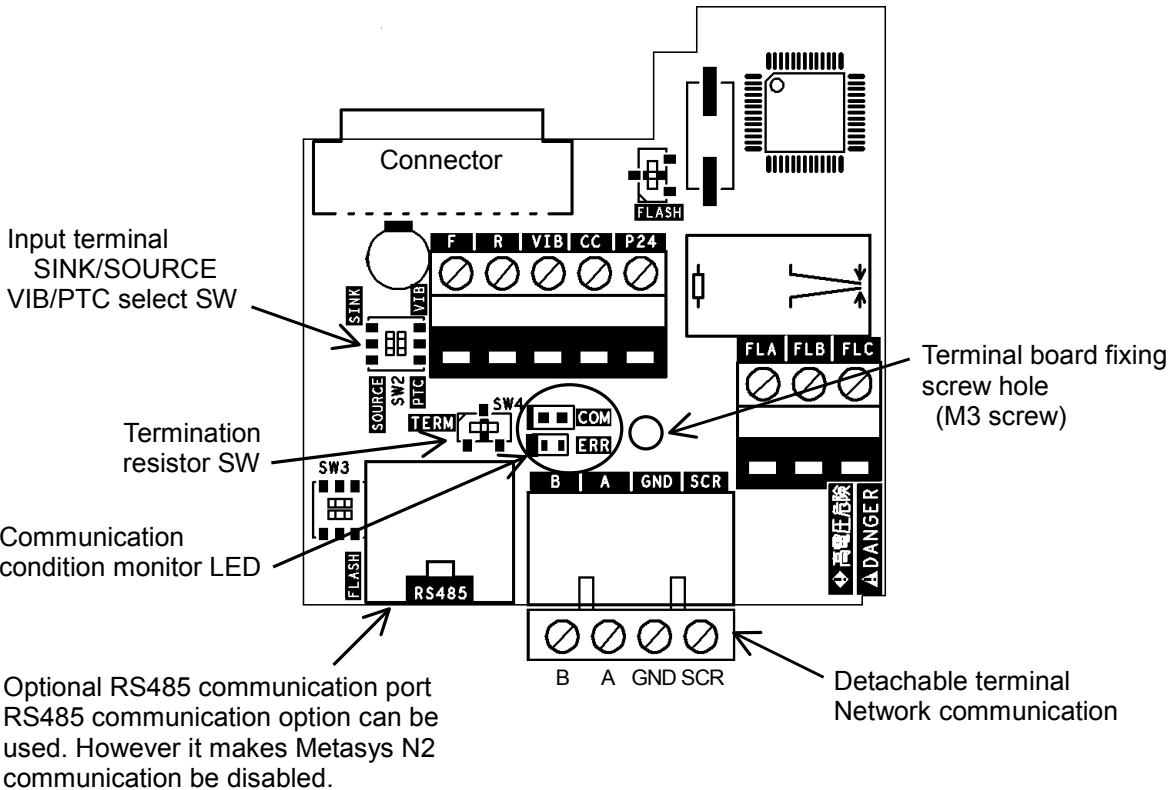 Connector
FLASH
Input terminal
SINK/SOURCE
VIB/PTC select SW
F R VIB CC P24
SINK
VIB
SOURCE
SW2
PTC
FLA FLB FLC
Terminal board fixing
screw hole
(M3 screw)
Termination
resistor SW
TERM
SW4
COM
ERR
SW3
B A GND SCR
Communication
condition monitor LED
FLASH
RS485
高電圧危険
DANGER
B A GND SCR
Optional RS485 communication port
RS485 communication option can be
used. However it makes Metasys N2
communication be disabled.
Detachable terminal
Network communication